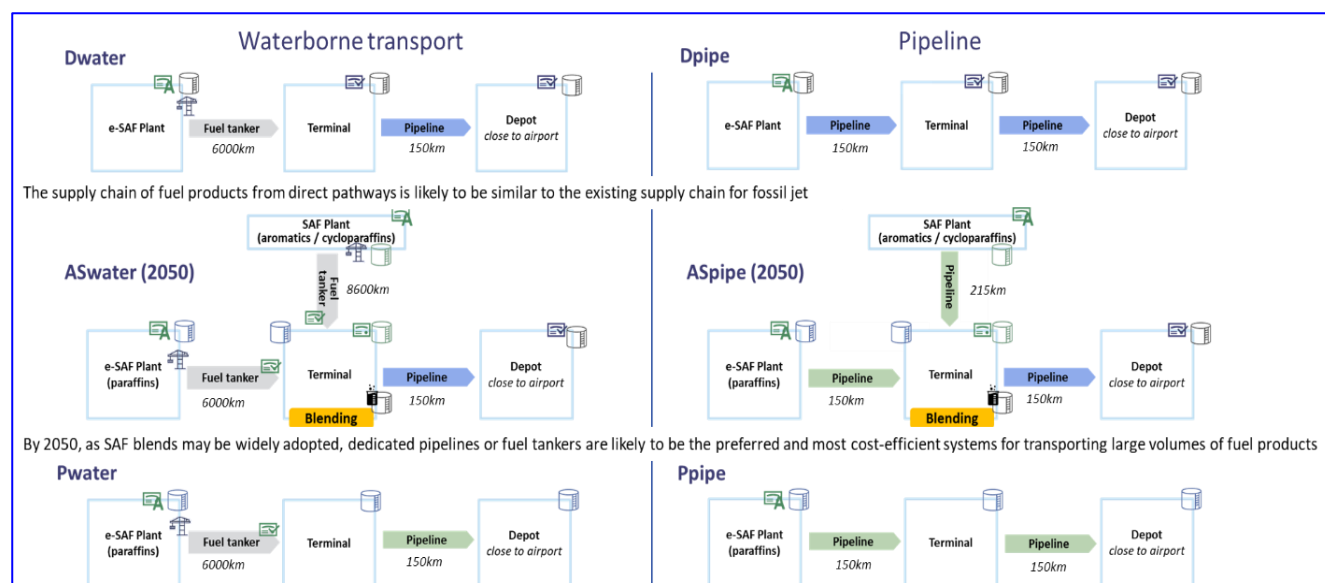 Waterborne transport
Pipeline
Dwater
e-SAF Plant
Fuel tanker
6000km
Terminal
Pipeline
150km
Depot
close to airport
Dpipe
e-SAF Plant
Pipeline
150km
Terminal
Pipeline
150km
Depot
close to airport
The supply chain of fuel products from direct pathways is likely to be similar to the existing supply chain for fossil jet
ASwater (2050)
SAF Plant
(aromatics / cycloparaffins)
Fuel
tanker
8600km
e-SAF Plant
(paraffins)
Fuel tanker
6000km
Terminal
Blending
Pipeline
150km
Depot
close to airport
ASpipe (2050)
SAF Plant
(aromatics / cycloparaffins)
Pipeline
215km
e-SAF Plant
(paraffins)
Pipeline
150km
Terminal
Blending
Pipeline
150km
Depot
close to airport
By 2050, as SAF blends may be widely adopted, dedicated pipelines or fuel tankers are likely to be the preferred and most cost-efficient systems for transporting large volumes of fuel products
Pwater
e-SAF Plant
(paraffins)
Fuel tanker
6000km
Terminal
Pipeline
150km
Depot
close to airport
Ppipe
e-SAF Plant
(paraffins)
Pipeline
150km
Terminal
Pipeline
150km
Depot
close to airport